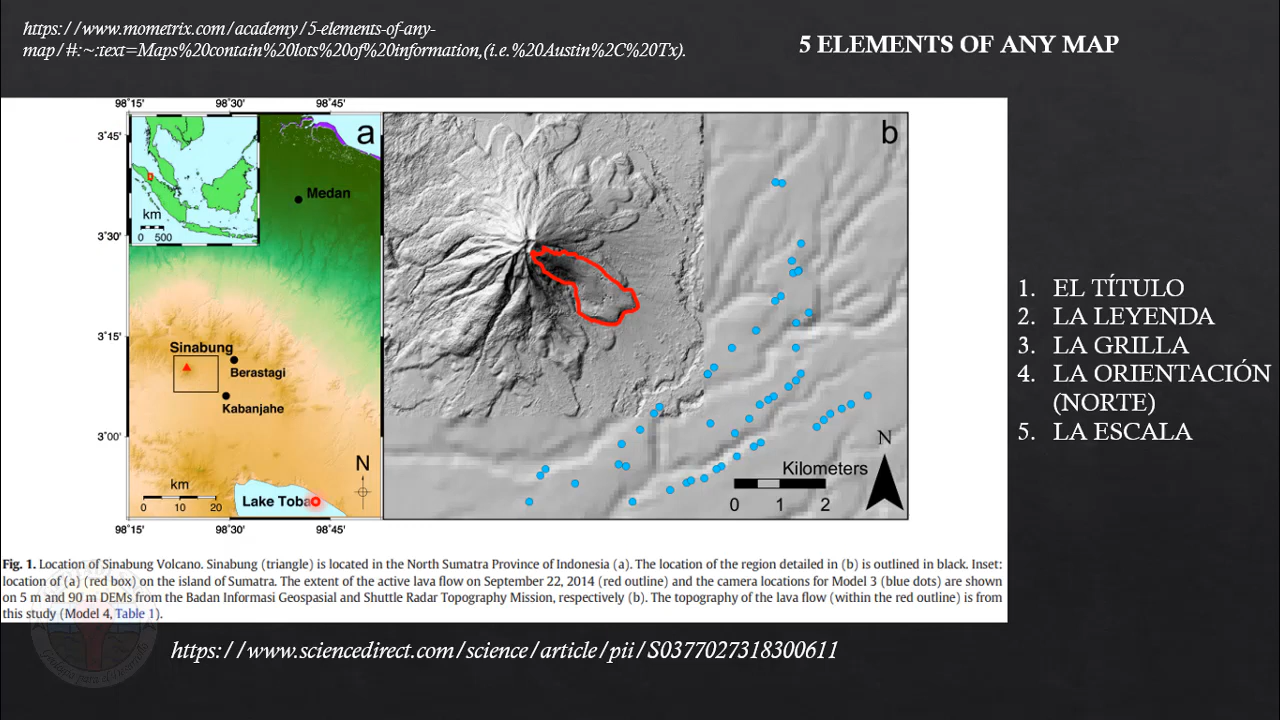 https://www.mometrix.com/academy/5-elements-of-any-
map/#:~:text=Maps%20contain%20lots%20of%20information,(i.e.%20Austin%2C%20Tx).
5 ELEMENTS OF ANY MAP
98°15'
98°30'
98°45'
3°45'
a
b
Medan
km
0 500
3°30'
3°15'
Sinabung
Berastagi
Kabanjahe
3°00'
N
km
0 10 20
Lake Toba
98°15'
98°30'
98°45'
N
Kilometers
0 1 2
1. EL TÍTULO
2. LA LEYENDA
3. LA GRILLA
4. LA ORIENTACIÓN
(NORTE)
5. LA ESCALA
Fig. 1. Location of Sinabung Volcano. Sinabung (triangle) is located in the North Sumatra Province of Indonesia (a). The location of the region detailed in (b) is outlined in black. Inset:
location of (a) (red box) on the island of Sumatra. The extent of the active lava flow on September 22, 2014 (red outline) and the camera locations for Model 3 (blue dots) are shown
on 5 m and 90 m DEMs from the Badan Informasi Geospasial and Shuttle Radar Topography Mission, respectively (b). The topography of the lava flow (within the red outline) is from
this study (Model 4, Table 1).
https://www.sciencedirect.com/science/article/pii/S0377027318300611